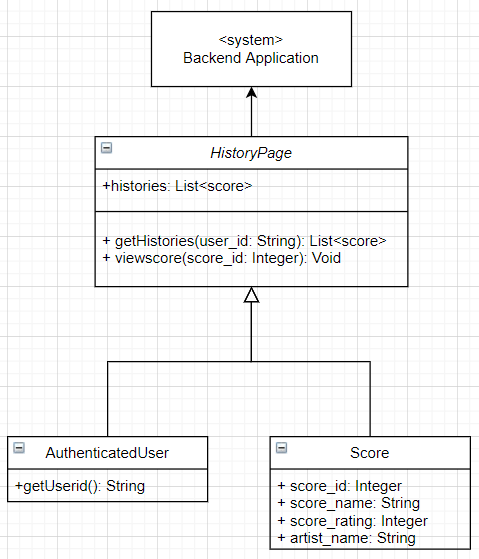 <system>
Backend Application
HistoryPage
+histories: List<score>
+ getHistories(user_id: String): List<score>
+ viewscore(score_id: Integer): Void
AuthenticatedUser
+getUserid(): String
Score
+ score_id: Integer
+ score_name: String
+ score_rating: Integer
+ artist_name: String